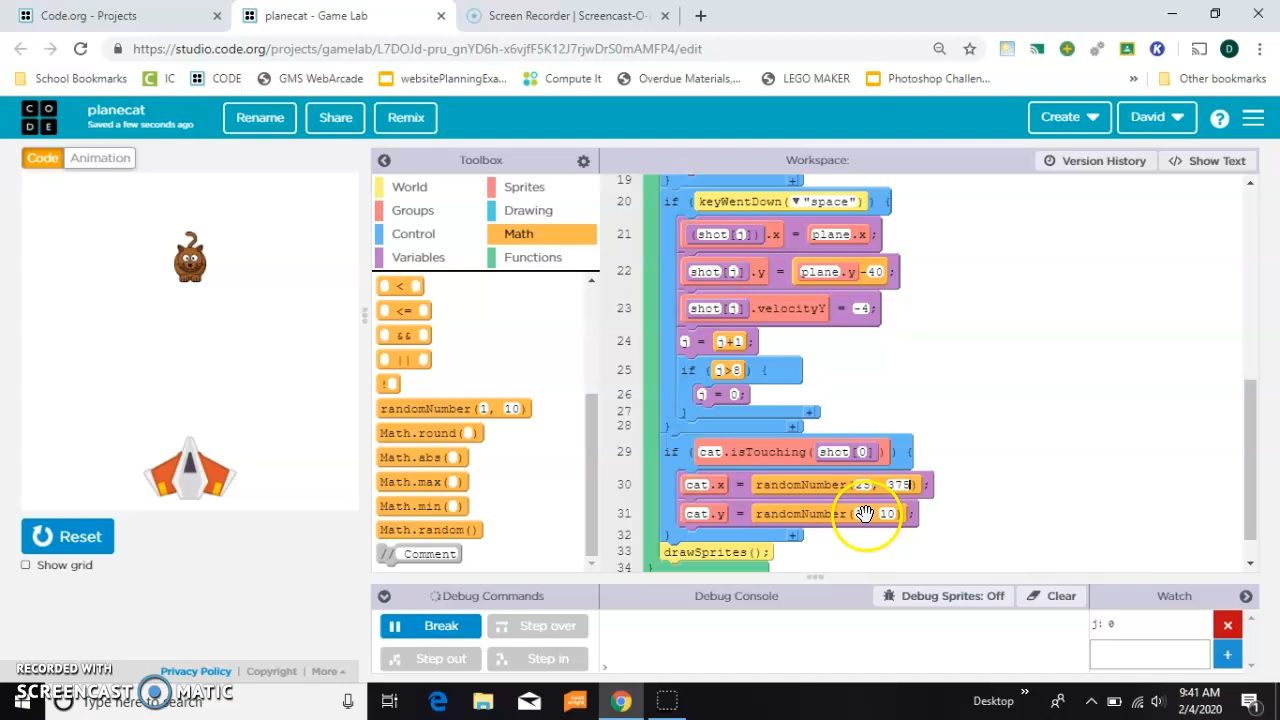 Code.org - Projects
planecat - Game Lab
Screen Recorder | Screencast-O-
https://studio.code.org/projects/gamelab/L7DOJd-pru_gnYD6h-x6vjfF5K12J7rjwDrS0mAMFP4/edit
School Bookmarks
IC
CODE
GMS WebArcade
websitePlanningExa...
Compute It
Overdue Materials,...
LEGO MAKER
Photoshop Challen...
Other bookmarks
C O D E
planecat
Saved a few seconds ago
Rename
Share
Remix
Create
David
Code
Animation
Toolbox
Workspace:
Version History
Show Text
World
Sprites
Groups
Drawing
Control
Math
Variables
Functions
<
<=
&&
||
!
randomNumber(1, 10)
Math.round()
Math.abs()
Math.max()
Math.min()
Math.random()
// Comment
19 }
20 if (keyWentDown("space")) {
21 (shot[j]).x = plane.x;
22 shot[j].y = plane.y-40;
23 shot[j].velocityY = -4;
24 j = j+1;
25 if (j>8) {
26 j = 0;
27 }
28 }
29 if (cat.isTouching(shot[0])) {
30 cat.x = randomNumber(25, 375);
31 cat.y = randomNumber( 10);
32 }
33 drawSprites();
34 }
Reset
Show grid
Debug Commands
Debug Console
Debug Sprites: Off
Clear
Watch
Break
Step over
Step out
Step in
j: 0
>
Privacy Policy | Copyright | More
RECORDED WITH
SCREENCAST MATIC
Type here to search
Desktop
9:41 AM
2/4/2020